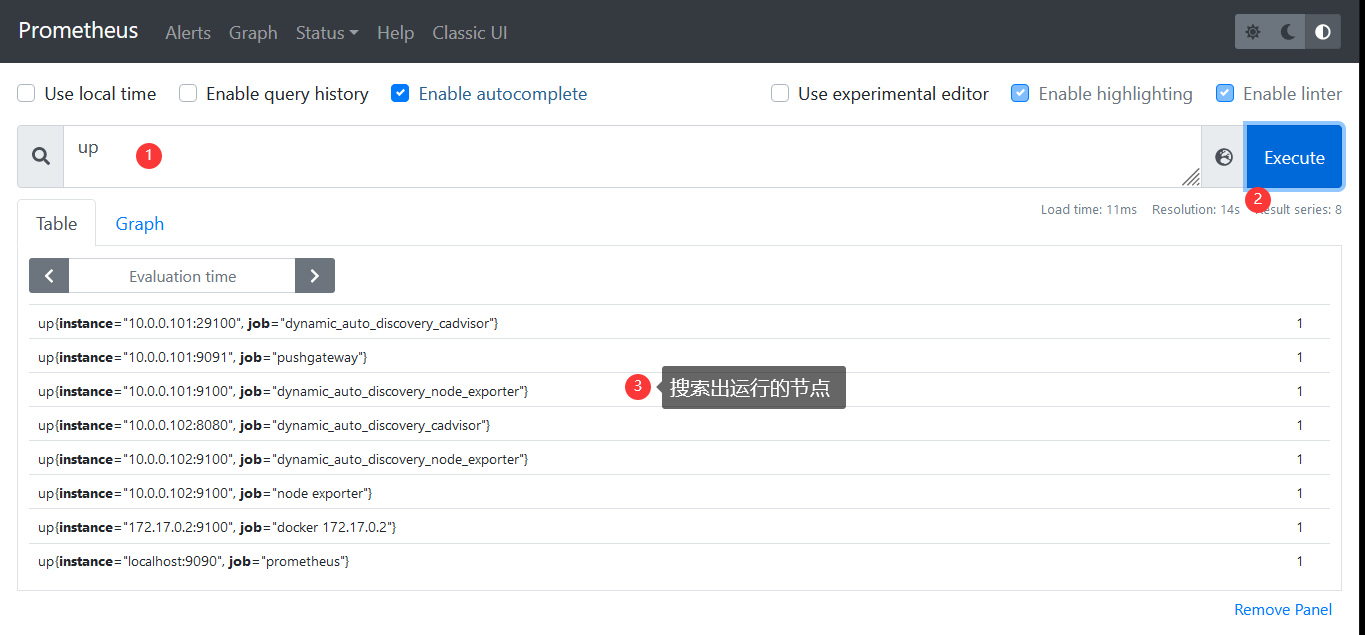 Prometheus Alerts Graph Status Help Classic UI
Use local time Enable query history Enable autocomplete Use experimental editor Enable highlighting Enable linter
up 1 Execute
2
Table Graph Load time: 11ms Resolution: 14s Result series: 8
Evaluation time
up{instance="10.0.0.101:29100", job="dynamic_auto_discovery_cadvisor"} 1
up{instance="10.0.0.101:9091", job="pushgateway"} 1
up{instance="10.0.0.101:9100", job="dynamic_auto_discovery_node_exporter"} 3 搜索出运行的节点 1
up{instance="10.0.0.102:8080", job="dynamic_auto_discovery_cadvisor"} 1
up{instance="10.0.0.102:9100", job="dynamic_auto_discovery_node_exporter"} 1
up{instance="10.0.0.102:9100", job="node exporter"} 1
up{instance="172.17.0.2:9100", job="docker 172.17.0.2"} 1
up{instance="localhost:9090", job="prometheus"} 1
Remove Panel